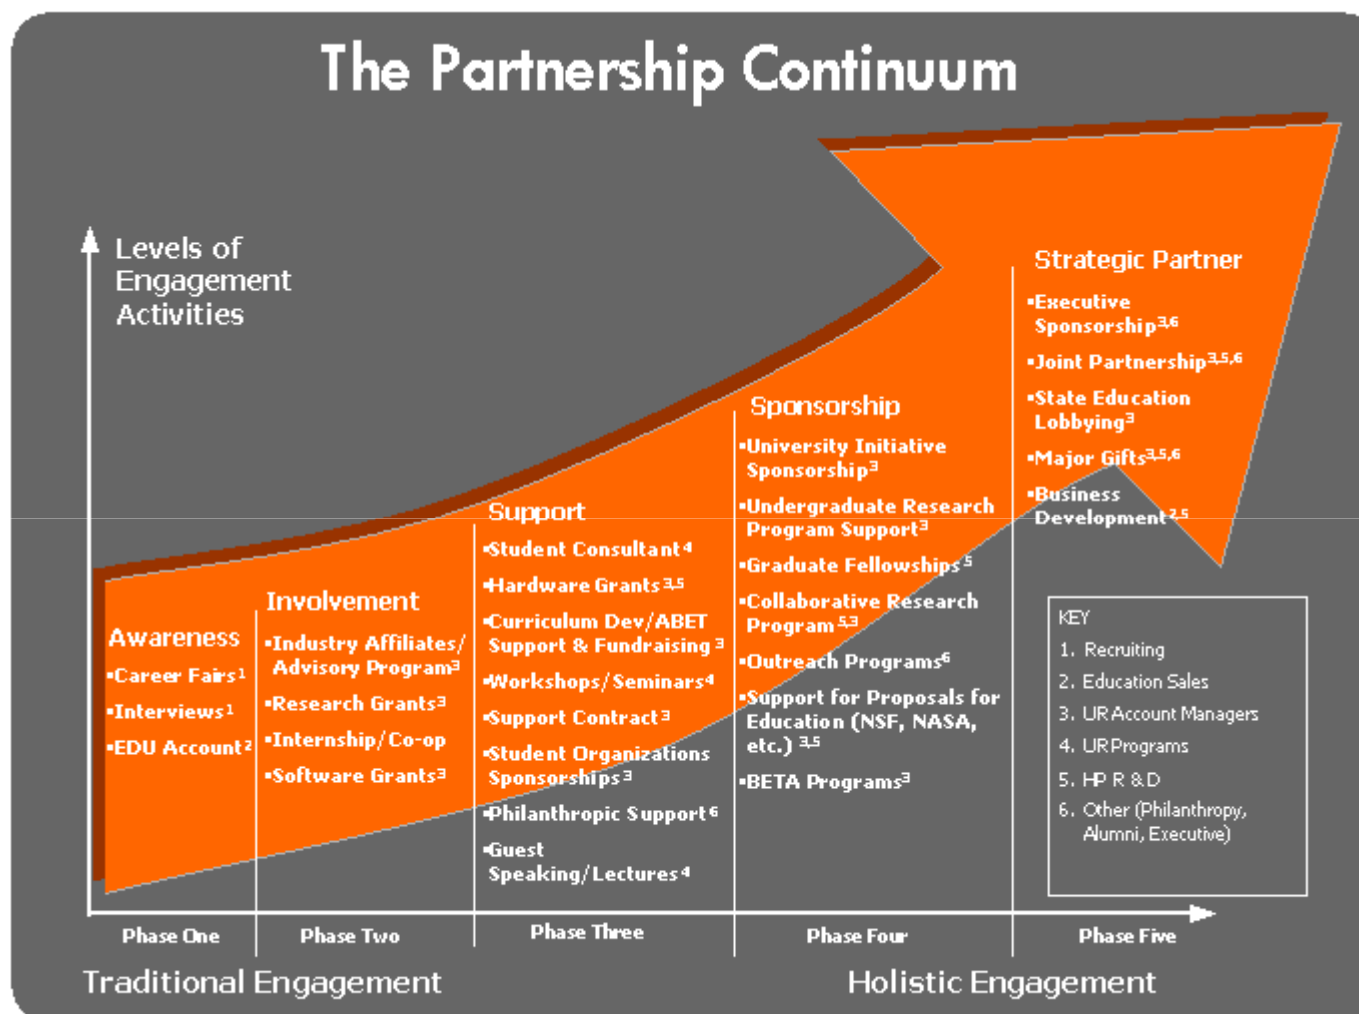 The Partnership Continuum
Levels of
Engagement
Activities
Awareness
▪Career Fairs¹
▪Interviews¹
▪EDU Account²
Involvement
▪Industry Affiliates/
Advisory Program³
▪Research Grants³
▪Internship/Co-op
▪Software Grants³
Support
▪Student Consultant⁴
▪Hardware Grants³,⁵
▪Curriculum Dev/ABET
Support & Fundraising³
▪Workshops/Seminars⁴
▪Support Contract³
▪Student Organizations
Sponsorships³
▪Philanthropic Support⁶
▪Guest
Speaking/Lectures⁴
Sponsorship
▪University Initiative
Sponsorship³
▪Undergraduate Research
Program Support³
▪Graduate Fellowships⁵
▪Collaborative Research
Program⁵,³
▪Outreach Programs⁶
▪Support for Proposals for
Education (NSF, NASA,
etc.)³,⁵
▪BETA Programs³
Strategic Partner
▪Executive
Sponsorship³,⁶
▪Joint Partnership³,⁵,⁶
▪State Education
Lobbying³
▪Major Gifts³,⁵,⁶
▪Business
Development²,⁵
KEY
1. Recruiting
2. Education Sales
3. UR Account Managers
4. UR Programs
5. HP R & D
6. Other (Philanthropy,
Alumni, Executive)
Phase One
Phase Two
Phase Three
Phase Four
Phase Five
Traditional Engagement
Holistic Engagement